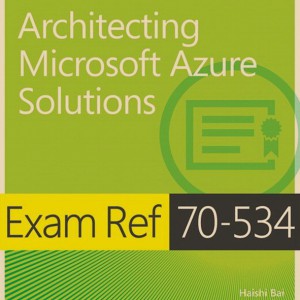 Architecting
Microsoft Azure
Solutions
Exam Ref 70-534
Haishi Bai